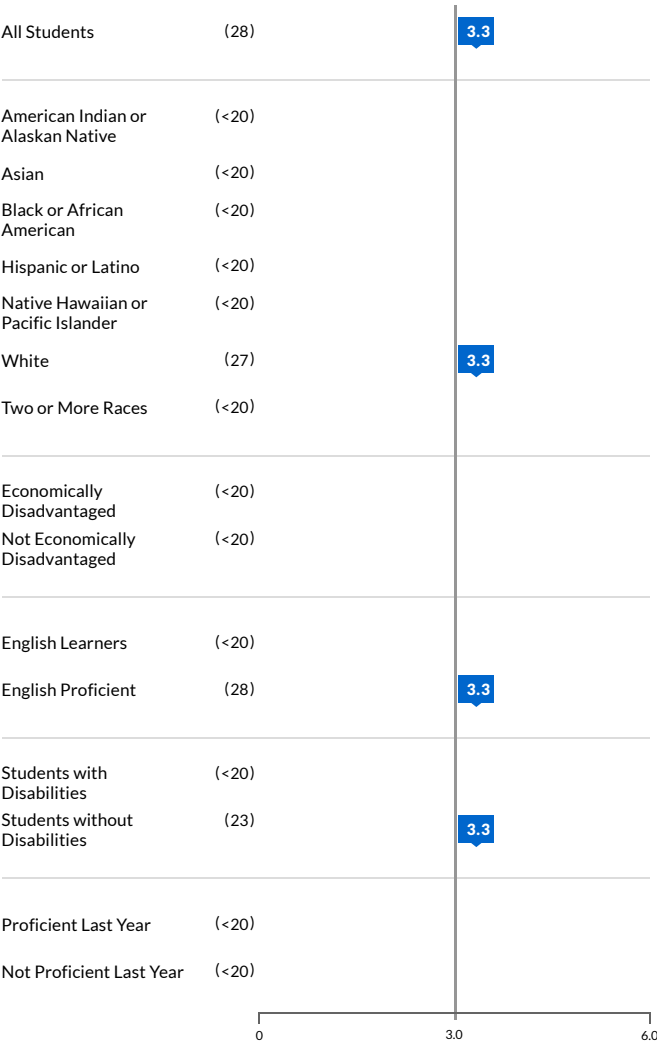 All Students (28) 3.3
American Indian or (<20)
Alaskan Native
Asian (<20)
Black or African (<20)
American
Hispanic or Latino (<20)
Native Hawaiian or (<20)
Pacific Islander
White (27) 3.3
Two or More Races (<20)
Economically (<20)
Disadvantaged
Not Economically (<20)
Disadvantaged
English Learners (<20)
English Proficient (28) 3.3
Students with (<20)
Disabilities
Students without (23) 3.3
Disabilities
Proficient Last Year (<20)
Not Proficient Last Year (<20)
0 3.0 6.0